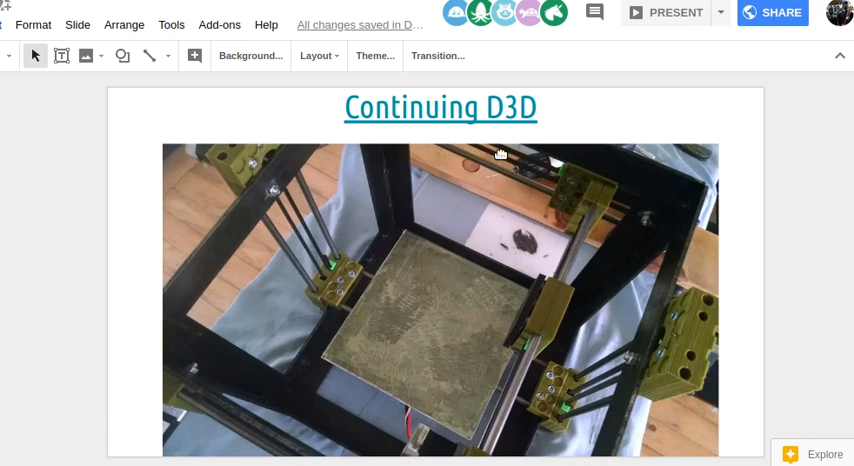 Format Slide Arrange Tools Add-ons Help All changes saved in D...
PRESENT SHARE
Background... Layout Theme... Transition...
Continuing D3D
Explore